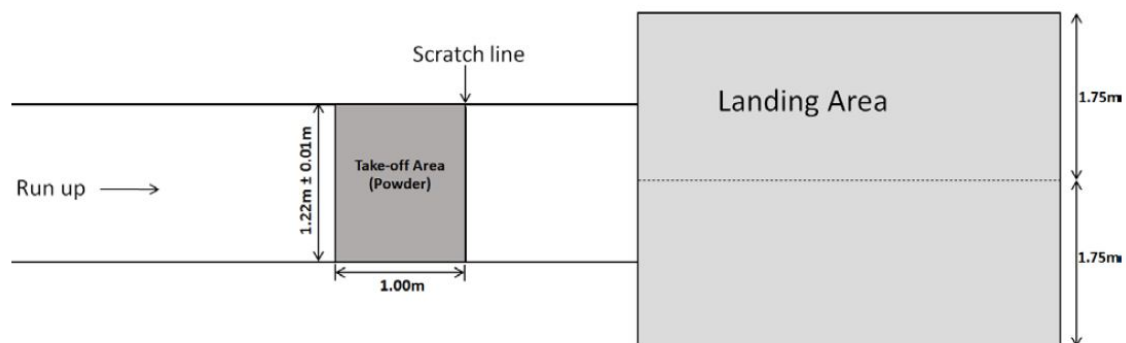 Scratch line
Landing Area
1.75m
Take-off Area
(Powder)
1.22m ± 0.01m
Run up
1.75m
1.00m